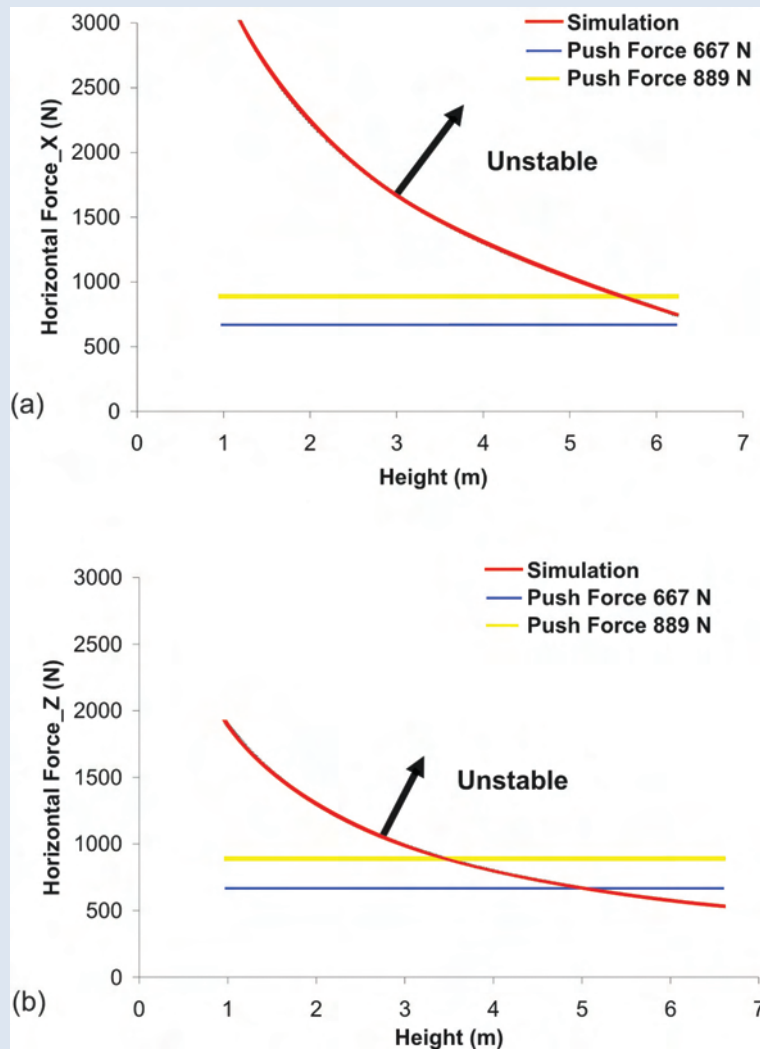 Simulation
Push Force 667 N
Push Force 889 N
Horizontal Force_X (N)
3000
2500
2000
1500
1000
500
0
Unstable
(a)
0 1 2 3 4 5 6 7
Height (m)
Simulation
Push Force 667 N
Push Force 889 N
Horizontal Force_Z (N)
3000
2500
2000
1500
1000
500
0
Unstable
(b)
0 1 2 3 4 5 6 7
Height (m)